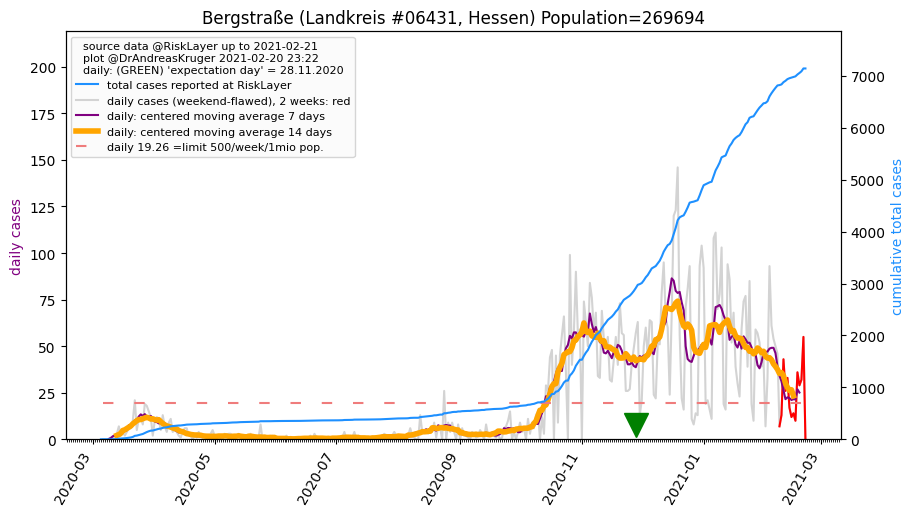 Bergstraße (Landkreis #06431, Hessen) Population=269694
source data @RiskLayer up to 2021-02-21
plot @DrAndreasKruger 2021-02-20 23:22
daily: (GREEN) 'expectation day' = 28.11.2020
total cases reported at RiskLayer
daily cases (weekend-flawed), 2 weeks: red
daily: centered moving average 7 days
daily: centered moving average 14 days
daily 19.26 =limit 500/week/1mio pop.
daily cases
200
175
150
125
100
75
50
25
0
7000
6000
5000
4000
3000
2000
1000
0
cumulative total cases
2020-03
2020-05
2020-07
2020-09
2020-11
2021-01
2021-03